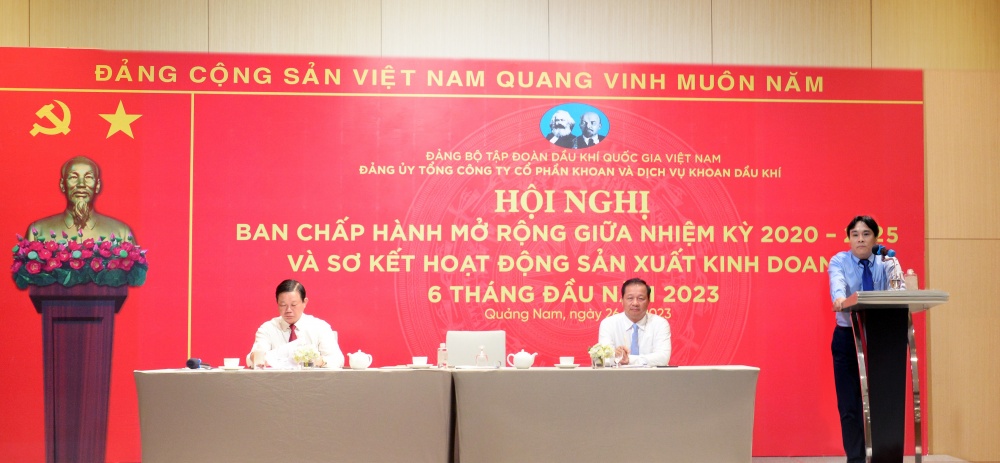 ĐẢNG CỘNG SẢN VIỆT NAM QUANG VINH MUÔN NĂM
ĐẢNG BỘ TẬP ĐOÀN DẦU KHÍ QUỐC GIA VIỆT NAM
ĐẢNG ỦY TỔNG CÔNG TY CỔ PHẦN KHOAN VÀ DỊCH VỤ KHOAN DẦU KHÍ
HỘI NGHỊ
BAN CHẤP HÀNH MỞ RỘNG GIỮA NHIỆM KỲ 2020 – 2025
VÀ SƠ KẾT HOẠT ĐỘNG SẢN XUẤT KINH DOAN
6 THÁNG ĐẦU NĂM 2023
Quảng Nam, ngày 2023